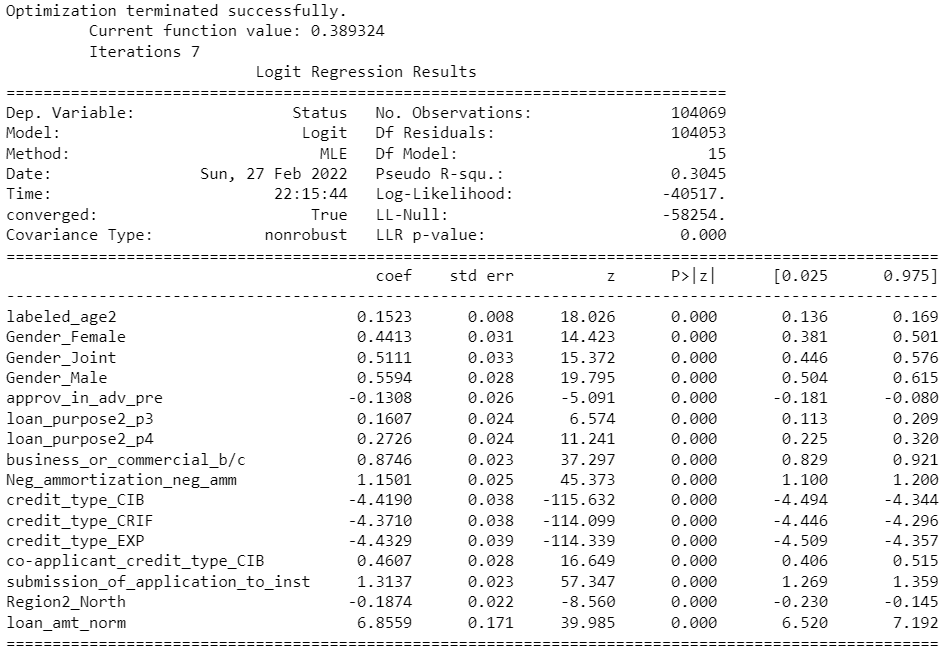 Optimization terminated successfully.
Current function value: 0.389324
Iterations 7
Logit Regression Results
==============================================================================
Dep. Variable: Status No. Observations: 104069
Model: Logit Df Residuals: 104053
Method: MLE Df Model: 15
Date: Sun, 27 Feb 2022 Pseudo R-squ.: 0.3045
Time: 22:15:44 Log-Likelihood: -40517.
converged: True LL-Null: -58254.
Covariance Type: nonrobust LLR p-value: 0.000
=====================================================================================================
coef std err z P>|z| [0.025 0.975]
-----------------------------------------------------------------------------------------------------
labeled_age2 0.1523 0.008 18.026 0.000 0.136 0.169
Gender_Female 0.4413 0.031 14.423 0.000 0.381 0.501
Gender_Joint 0.5111 0.033 15.372 0.000 0.446 0.576
Gender_Male 0.5594 0.028 19.795 0.000 0.504 0.615
approv_in_adv_pre -0.1308 0.026 -5.091 0.000 -0.181 -0.080
loan_purpose2_p3 0.1607 0.024 6.574 0.000 0.113 0.209
loan_purpose2_p4 0.2726 0.024 11.241 0.000 0.225 0.320
business_or_commercial_b/c 0.8746 0.023 37.297 0.000 0.829 0.921
Neg_ammortization_neg_amm 1.1501 0.025 45.373 0.000 1.100 1.200
credit_type_CIB -4.4190 0.038 -115.632 0.000 -4.494 -4.344
credit_type_CRIF -4.3710 0.038 -114.099 0.000 -4.446 -4.296
credit_type_EXP -4.4329 0.039 -114.339 0.000 -4.509 -4.357
co-applicant_credit_type_CIB 0.4607 0.028 16.649 0.000 0.406 0.515
submission_of_application_to_inst 1.3137 0.023 57.347 0.000 1.269 1.359
Region2_North -0.1874 0.022 -8.560 0.000 -0.230 -0.145
loan_amt_norm 6.8559 0.171 39.985 0.000 6.520 7.192
=====================================================================================================